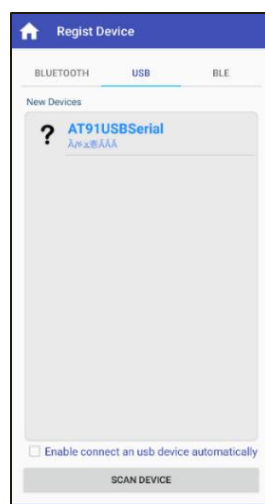 Regist Device
BLUETOOTH USB BLE
New Devices
?
AT91USBSerial
Enable connect an usb device automatically
SCAN DEVICE